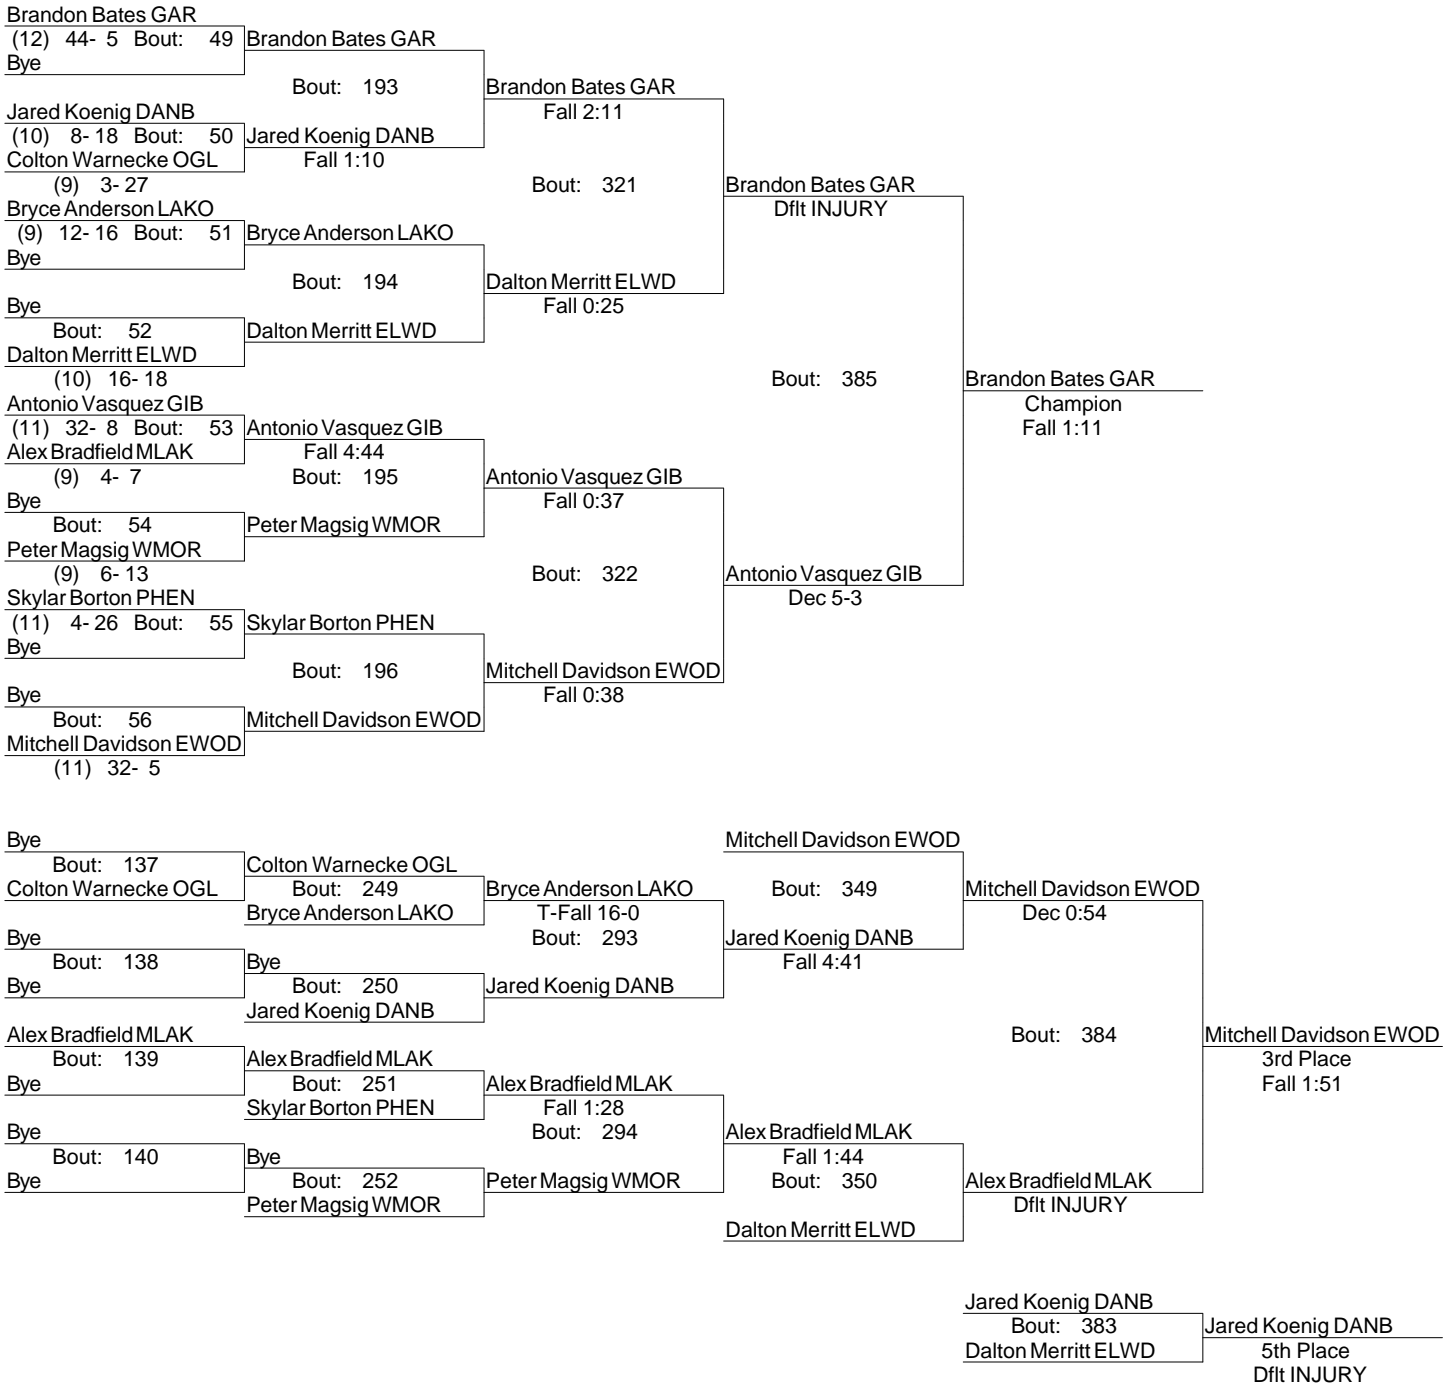 Brandon Bates GAR
(12) 44- 5 Bout: 49 Brandon Bates GAR
Bye
Bout: 193 Brandon Bates GAR
Jared Koenig DANB Fall 2:11
(10) 8- 18 Bout: 50 Jared Koenig DANB
Colton Warnecke OGL Fall 1:10
(9) 3- 27 Bout: 321 Brandon Bates GAR
Bryce Anderson LAKO Dflt INJURY
(9) 12- 16 Bout: 51 Bryce Anderson LAKO
Bye
Bout: 194 Dalton Merritt ELWD
Bye Fall 0:25
Bout: 52 Dalton Merritt ELWD
Dalton Merritt ELWD
(10) 16- 18 Bout: 385 Brandon Bates GAR
Antonio Vasquez GIB Champion
(11) 32- 8 Bout: 53 Antonio Vasquez GIB Fall 1:11
Alex Bradfield MLAK Fall 4:44
(9) 4- 7 Bout: 195 Antonio Vasquez GIB
Bye Fall 0:37
Bout: 54 Peter Magsig WMOR
Peter Magsig WMOR
(9) 6- 13 Bout: 322 Antonio Vasquez GIB
Skylar Borton PHEN Dec 5-3
(11) 4- 26 Bout: 55 Skylar Borton PHEN
Bye
Bout: 196 Mitchell Davidson EWOD
Bye Fall 0:38
Bout: 56 Mitchell Davidson EWOD
Mitchell Davidson EWOD
(11) 32- 5
Bye Mitchell Davidson EWOD
Bout: 137 Colton Warnecke OGL
Colton Warnecke OGL Bout: 249 Bryce Anderson LAKO Bout: 349 Mitchell Davidson EWOD
Bryce Anderson LAKO T-Fall 16-0 Dec 0:54
Bye Bout: 293 Jared Koenig DANB
Bout: 138 Bye Fall 4:41
Bye Bout: 250 Jared Koenig DANB
Jared Koenig DANB
Alex Bradfield MLAK Bout: 384 Mitchell Davidson EWOD
Bout: 139 Alex Bradfield MLAK 3rd Place
Bye Bout: 251 Alex Bradfield MLAK Fall 1:51
Skylar Borton PHEN Fall 1:28
Bye Bout: 294 Alex Bradfield MLAK
Bout: 140 Bye Fall 1:44
Bye Bout: 252 Peter Magsig WMOR Bout: 350 Alex Bradfield MLAK
Peter Magsig WMOR Dflt INJURY
Dalton Merritt ELWD
Jared Koenig DANB
Bout: 383 Jared Koenig DANB
Dalton Merritt ELWD 5th Place
Dflt INJURY